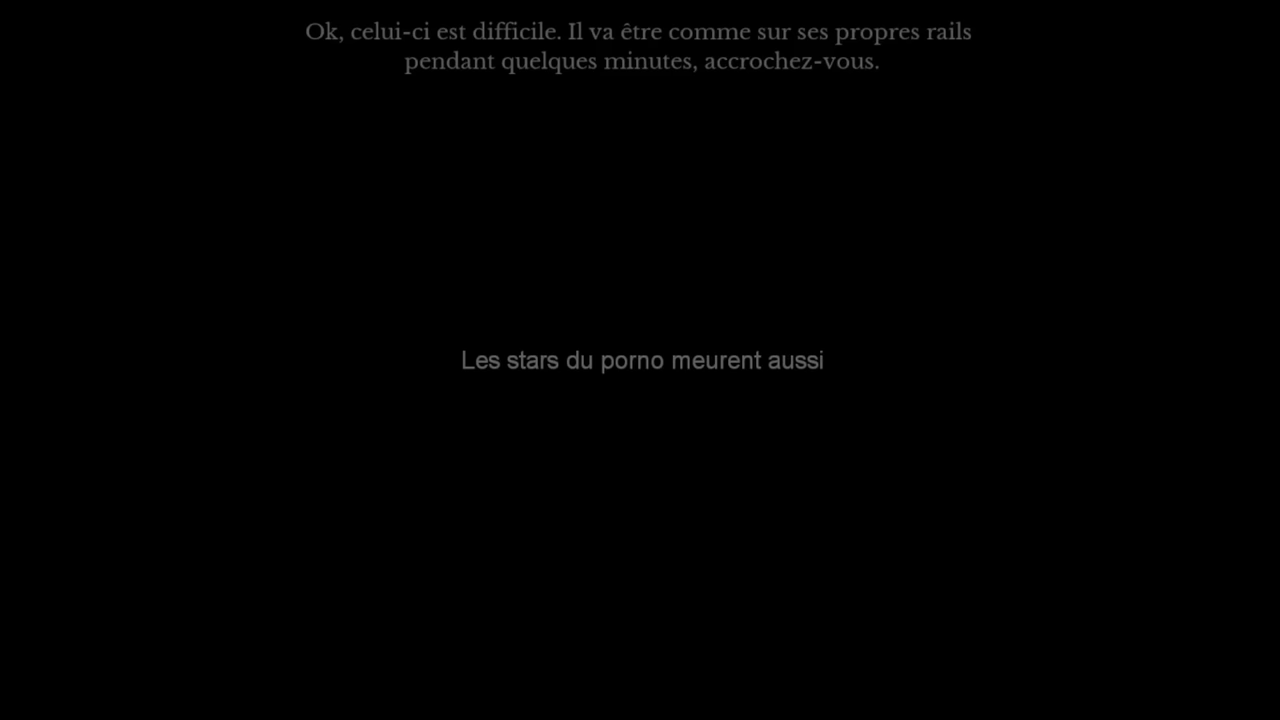 Ok, celui-ci est difficile. Il va être comme sur ses propres rails
pendant quelques minutes, accrochez-vous.
Les stars du porno meurent aussi